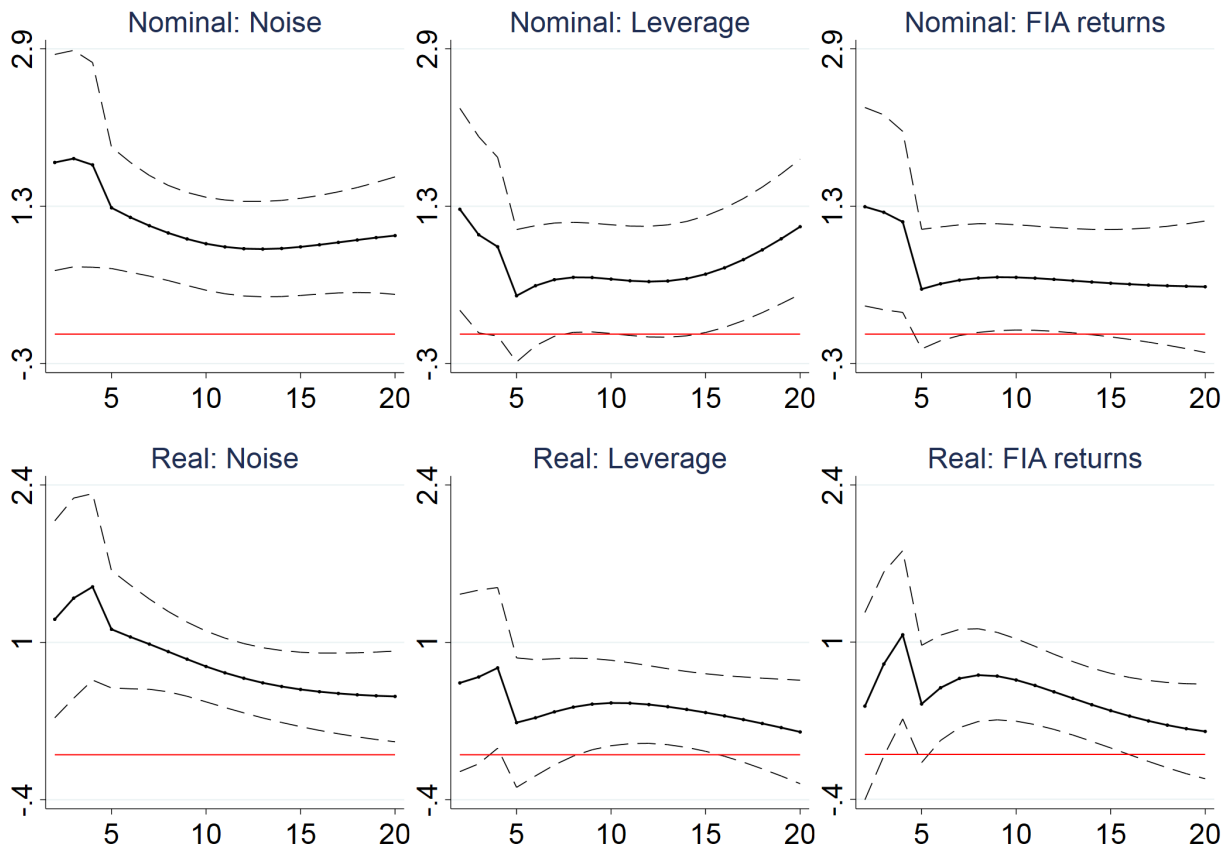 Nominal: Noise
2.9
1.3
-.3
5 10 15 20
Nominal: Leverage
2.9
1.3
-.3
5 10 15 20
Nominal: FIA returns
2.9
1.3
-.3
5 10 15 20
Real: Noise
2.4
1
-.4
5 10 15 20
Real: Leverage
2.4
1
-.4
5 10 15 20
Real: FIA returns
2.4
1
-.4
5 10 15 20